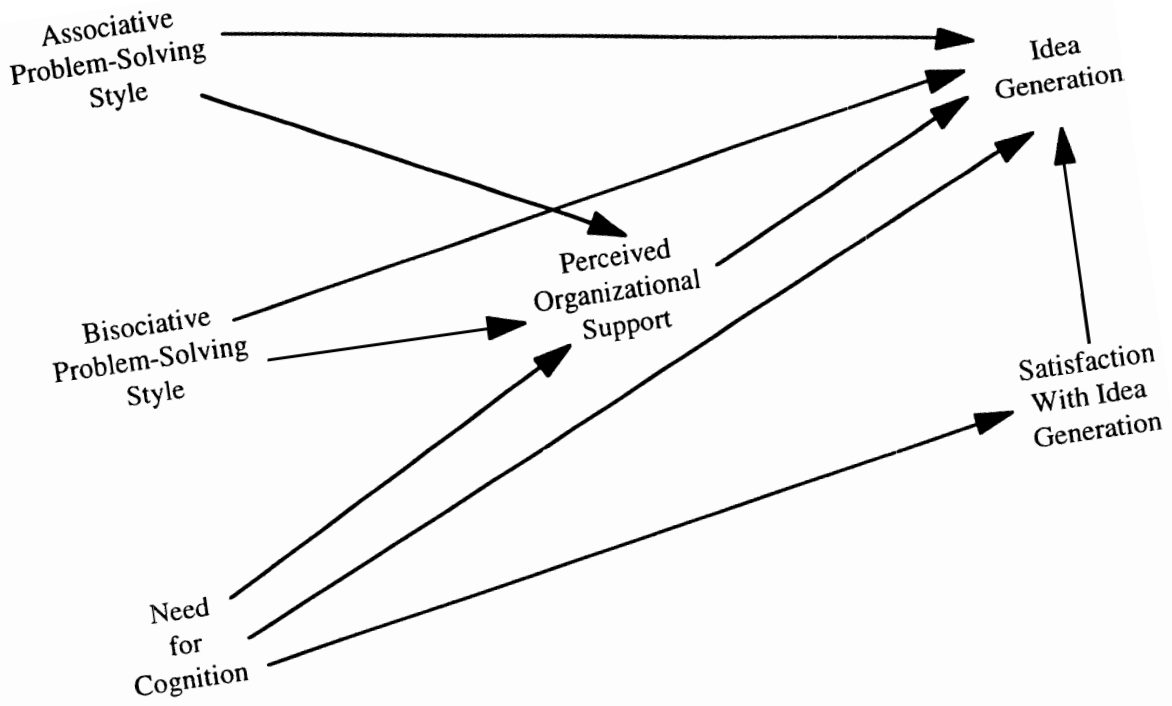 Associative
Problem-Solving
Style
Idea
Generation
Perceived
Organizational
Support
Bisociative
Problem-Solving
Style
Satisfaction
With Idea
Generation
Need
for
Cognition